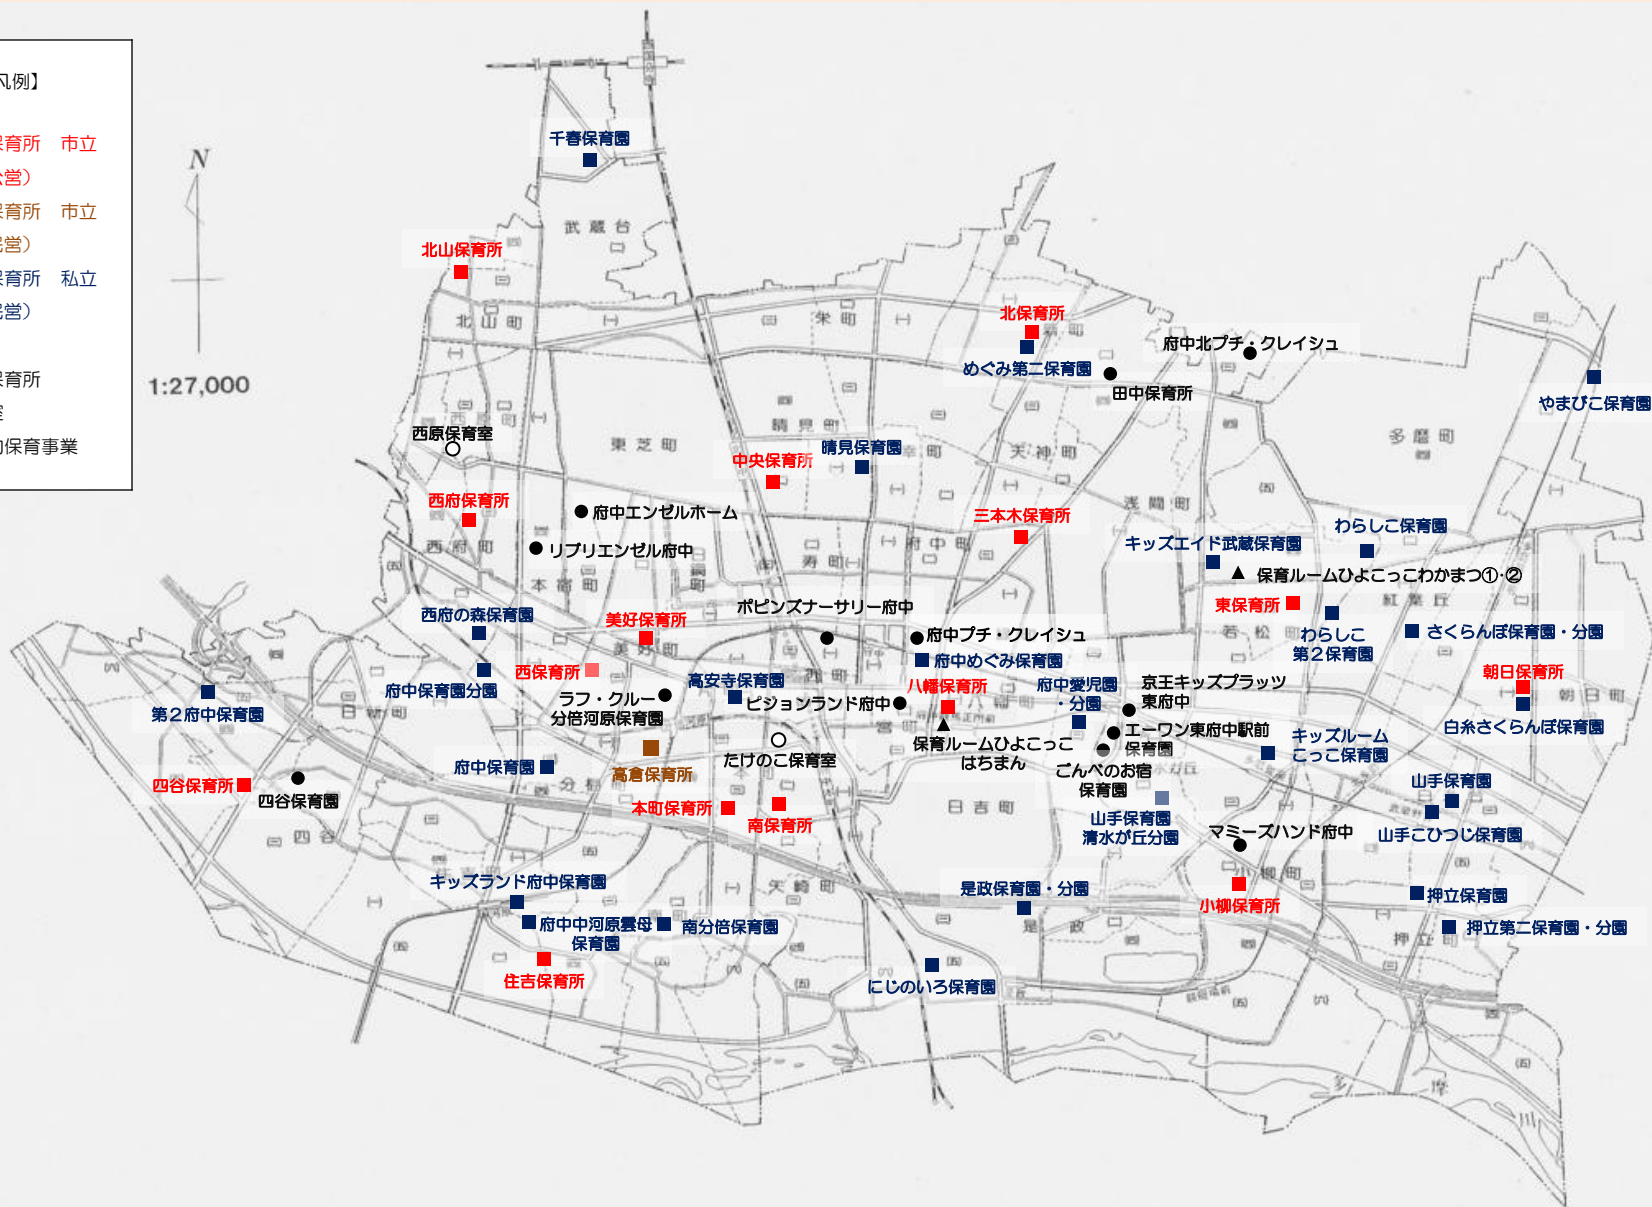 凡例】
保育所 市立
営）
保育所 市立
営）
保育所 私立
営）
保育所
保育事業
N
1:27,000
千春保育園
武蔵台
北山保育所
北山町
栄町
北保育所
めぐみ第二保育園
府中北プチ・クレイシュ
田中保育所
やまびこ保育園
西原保育室
東芝町
晴見町
中央保育所
晴見保育園
天神町
多磨町
西府保育所
西府町
府中エンゼルホーム
リブリエンゼル府中
本宿町
寿町
府中町
三本木保育所
浅間町
キッズエイド武蔵保育園
わらしこ保育園
保育ルームひよこっこわかまつ①・②
紅葉丘
東保育所
若松町
わらしこ
第２保育園
さくらんぼ保育園・分園
西府の森保育園
美好保育所
美好町
ポピンズナーサリー府中
府中プチ・クレイシュ
府中めぐみ保育園
府中保育園分園
西保育所
高安寺保育園
ラフ・クルー
分倍河原保育園
ピジョンランド府中
八幡保育所
府中愛児園
・分園
京王キッズプラッツ
東府中
朝日保育所
朝日町
白糸さくらんぼ保育園
第２府中保育園
日新町
エーワン東府中駅前
保育園
キッズルーム
こっこ保育園
保育ルームひよこっこ
はちまん
ごんべのお宿
保育園
たけのこ保育室
高倉保育所
府中保育園
四谷保育所
四谷保育園
四谷
本町保育所
南保育所
日吉町
山手保育園
清水が丘分園
山手保育園
山手こひつじ保育園
マミーズハンド府中
小柳町
小柳保育所
キッズランド府中保育園
矢崎町
是政保育園・分園
是政
押立保育園
押立第二保育園・分園
押立町
府中中河原雲母
保育園
南分倍保育園
住吉保育所
にじのいろ保育園
多摩川